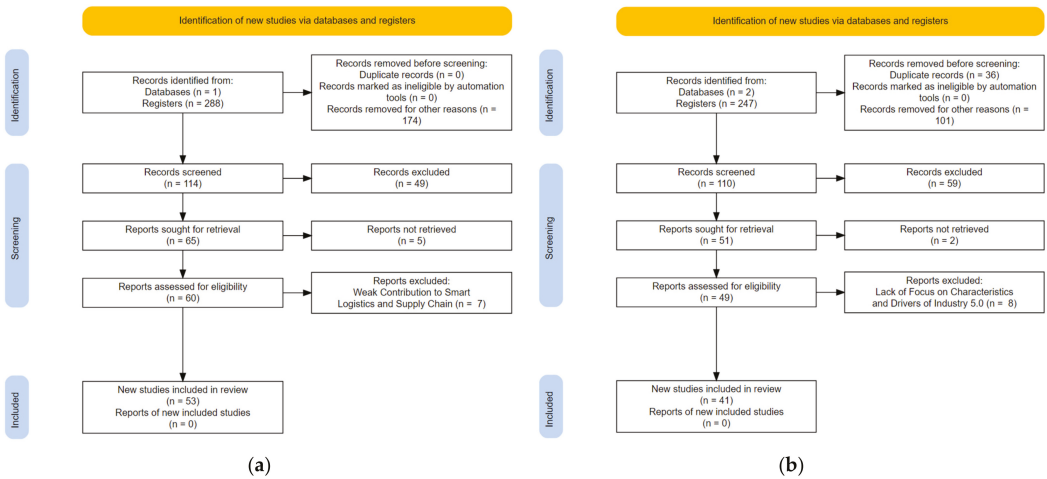 Identification of new studies via databases and registers
Identification
Records identified from:
Databases (n = 1)
Registers (n = 288)
Records removed before screening:
Duplicate records (n = 0)
Records marked as ineligible by automation
tools (n = 0)
Records removed for other reasons (n =
174)
Screening
Records screened
(n = 114)
Records excluded
(n = 49)
Reports sought for retrieval
(n = 65)
Reports not retrieved
(n = 5)
Reports assessed for eligibility
(n = 60)
Reports excluded:
Weak Contribution to Smart
Logistics and Supply Chain (n = 7)
Included
New studies included in review
(n = 53)
Reports of new included studies
(n = 0)
(a)
Identification of new studies via databases and registers
Identification
Records identified from:
Databases (n = 2)
Registers (n = 247)
Records removed before screening:
Duplicate records (n = 36)
Records marked as ineligible by automation
tools (n = 0)
Records removed for other reasons (n =
101)
Screening
Records screened
(n = 110)
Records excluded
(n = 59)
Reports sought for retrieval
(n = 51)
Reports not retrieved
(n = 2)
Reports assessed for eligibility
(n = 49)
Reports excluded:
Lack of Focus on Characteristics
and Drivers of Industry 5.0 (n = 8)
Included
New studies included in review
(n = 41)
Reports of new included studies
(n = 0)
(b)